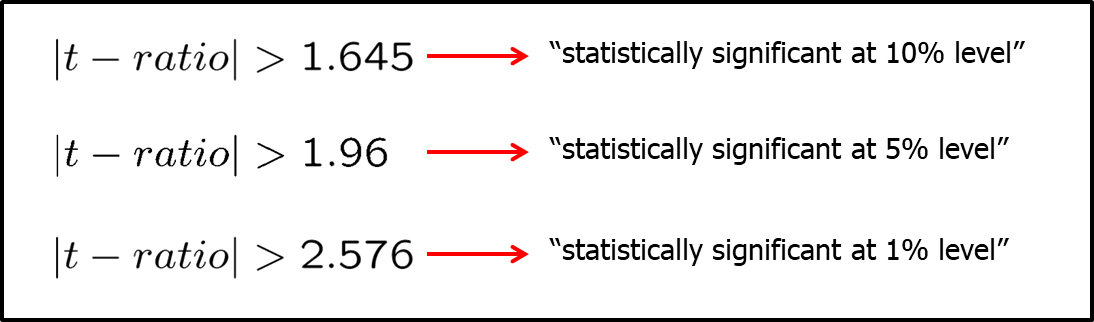 |t − ratio| > 1.645 “statistically significant at 10% level”
|t − ratio| > 1.96 “statistically significant at 5% level”
|t − ratio| > 2.576 “statistically significant at 1% level”